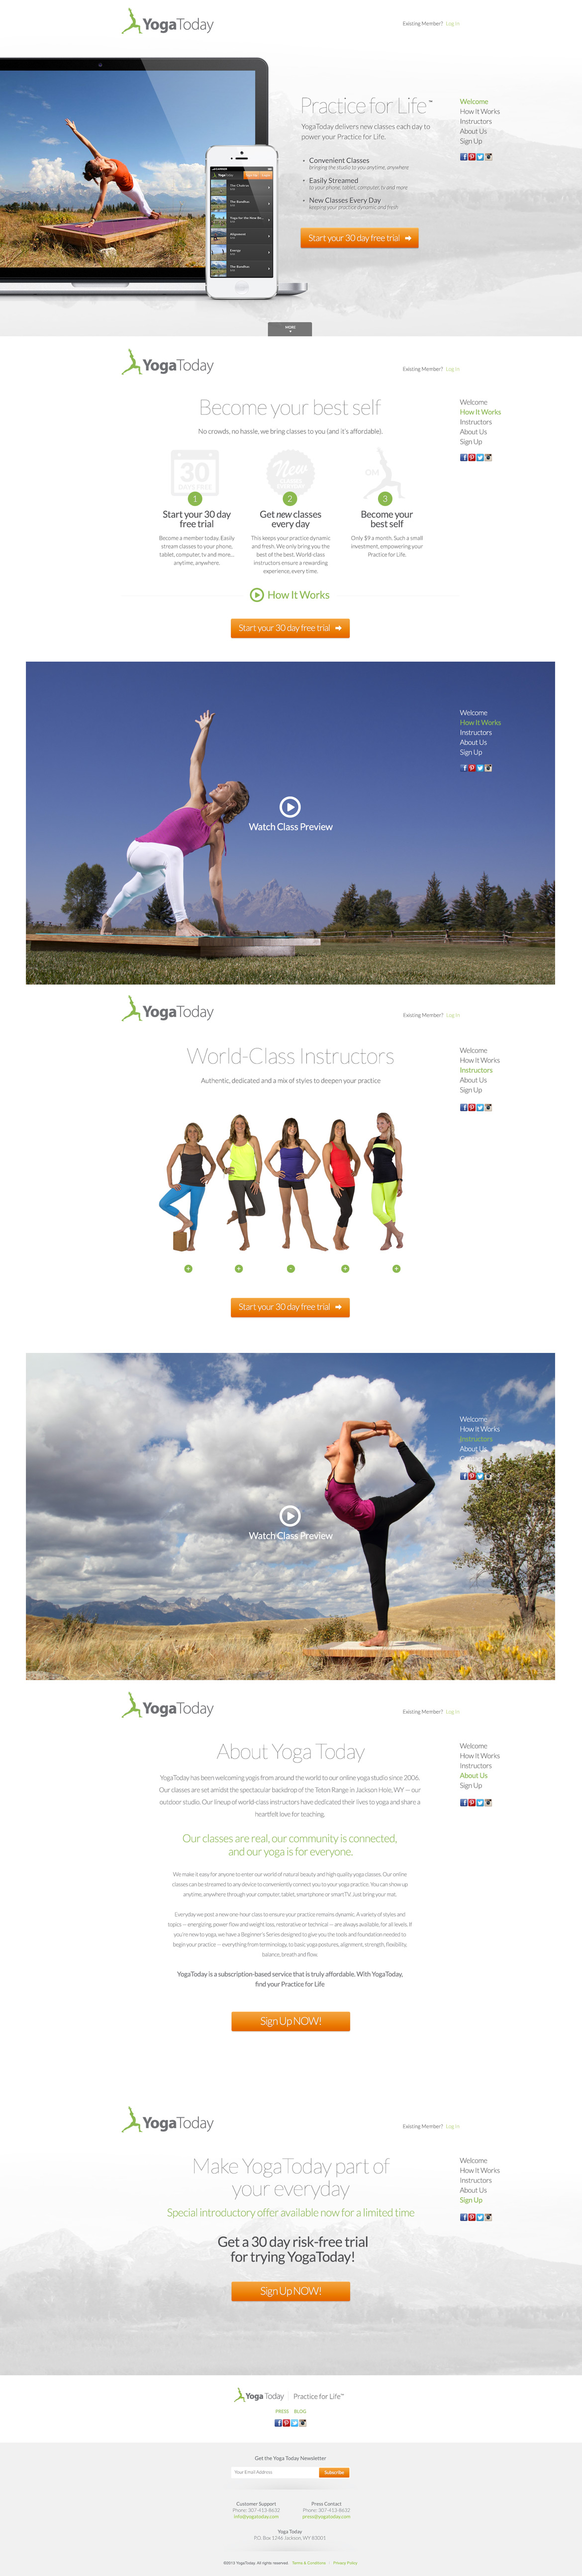 YogaToday
Existing Member? Log In
Practice for Life™
YogaToday delivers new classes each day to
power your Practice for Life.
• Convenient Classes
bringing the studio to you anytime, anywhere
• Easily Streamed
to your phone, tablet, computer, tv and more
• New Classes Every Day
keeping your practice dynamic and fresh
Start your 30 day free trial
Welcome
How It Works
Instructors
About Us
Sign Up
YogaToday
The Chakras
The Bandhas
Yoga for the New Be...
Alignment
Energy
The Bandhas
MORE
YogaToday
Existing Member? Log In
Become your best self
No crowds, no hassle, we bring classes to you (and it's affordable).
Welcome
How It Works
Instructors
About Us
Sign Up
30
DAYS FREE
New
CLASSES
EVERYDAY
OM
1
2
3
Start your 30 day
free trial
Become a member today. Easily
stream classes to your phone,
tablet, computer, tv and more...
anytime, anywhere.
Get new classes
every day
This keeps your practice dynamic
and fresh. We only bring you the
best of the best. World-class
instructors ensure a rewarding
experience, every time.
Become your
best self
Only $9 a month. Such a small
investment, empowering your
Practice for Life.
How It Works
Start your 30 day free trial
Welcome
How It Works
Instructors
About Us
Sign Up
Watch Class Preview
YogaToday
Existing Member? Log In
World-Class Instructors
Authentic, dedicated and a mix of styles to deepen your practice
Welcome
How It Works
Instructors
About Us
Sign Up
Start your 30 day free trial
Welcome
How It Works
Instructors
About Us
Watch Class Preview
YogaToday
Existing Member? Log In
About Yoga Today
YogaToday has been welcoming yogis from around the world to our online yoga studio since 2006.
Our classes are set amidst the spectacular backdrop of the Teton Range in Jackson Hole, WY — our
outdoor studio. Our lineup of world-class instructors have dedicated their lives to yoga and share a
heartfelt love for teaching.
Welcome
How It Works
Instructors
About Us
Sign Up
Our classes are real, our community is connected,
and our yoga is for everyone.
We make it easy for anyone to enter our world of natural beauty and high quality yoga classes. Our online
classes can be streamed to any device to conveniently connect you to your yoga practice. You can show up
anytime, anywhere through your computer, tablet, smartphone or smart TV. Just bring your mat.
Everyday we post a new one-hour class to ensure your practice remains dynamic. A variety of styles and
topics — energizing, power flow and weight loss, restorative or technical — are always available, for all levels. If
you're new to yoga, we have a Beginner's Series designed to give you the tools and foundation needed to
begin your practice — everything from terminology, to basic yoga postures, alignment, strength, flexibility,
balance, breath and flow.
YogaToday is a subscription-based service that is truly affordable. With YogaToday,
find your Practice for Life
Sign Up NOW!
YogaToday
Existing Member? Log In
Make YogaToday part of
your everyday
Special introductory offer available now for a limited time
Get a 30 day risk-free trial
for trying YogaToday!
Sign Up NOW!
Welcome
How It Works
Instructors
About Us
Sign Up
YogaToday | Practice for Life™
PRESS BLOG
Get the Yoga Today Newsletter
Your Email Address
Subscribe
Customer Support
Phone: 307-413-8632
info@yogatoday.com
Press Contact
Phone: 307-413-8632
press@yogatoday.com
Yoga Today
P.O. Box 1246 Jackson, WY 83001
©2013 YogaToday. All rights reserved. Terms & Conditions | Privacy Policy